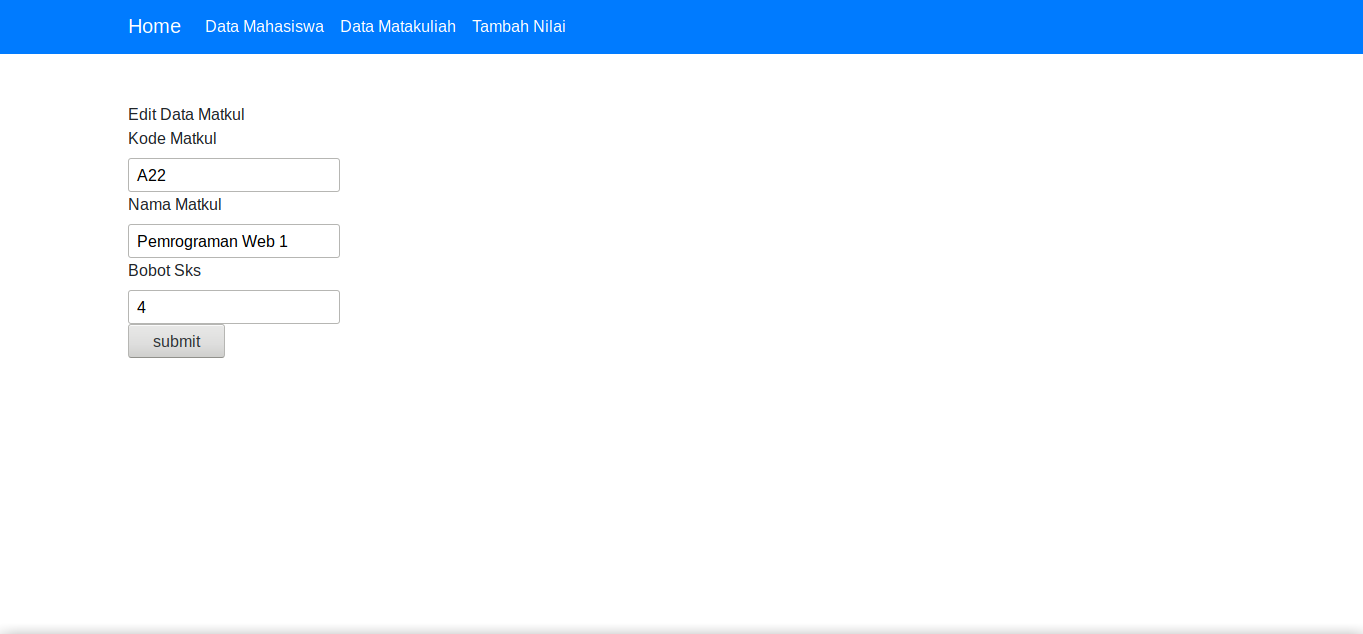 Home Data Mahasiswa Data Matakuliah Tambah Nilai
Edit Data Matkul
Kode Matkul
A22
Nama Matkul
Pemrograman Web 1
Bobot Sks
4
submit